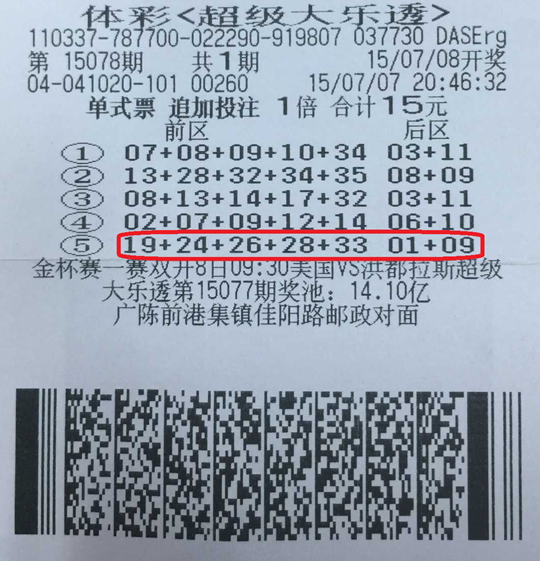 体彩<超级大乐透>
110337-787700-022290-919807 037730 DASErg
第 15078期 共1期 15/07/08开奖
04-041020-101 00260 15/07/07 20:46:32
单式票 追加投注 1倍 合计15元
前区 后区
① 07+08+09+10+34 03+11
② 13+28+32+34+35 08+09
③ 08+13+14+17+32 03+11
④ 02+07+09+12+14 06+10
⑤ 19+24+26+28+33 01+09
金杯赛一赛双开8日09:30美国VS洪都拉斯超级
大乐透第15077期奖池：14.10亿
广陈前港集镇佳阳路邮政对面